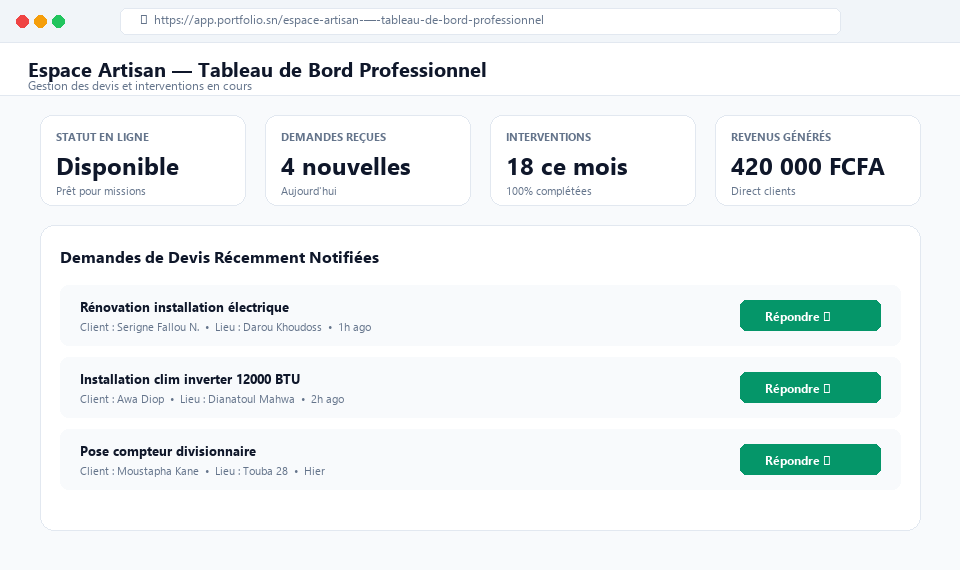 https://app.portfolio.sn/espace-artisan-—-tableau-de-bord-professionnel
Espace Artisan — Tableau de Bord Professionnel
Gestion des devis et interventions en cours
STATUT EN LIGNE
Disponible
Prêt pour missions
DEMANDES REÇUES
4 nouvelles
Aujourd'hui
INTERVENTIONS
18 ce mois
100% complétées
REVENUS GÉNÉRÉS
420 000 FCFA
Direct clients
Demandes de Devis Récemment Notifiées
Rénovation installation électrique
Client : Serigne Fallou N. • Lieu : Darou Khoudoss • 1h ago
Répondre
Installation clim inverter 12000 BTU
Client : Awa Diop • Lieu : Dianatoul Mahwa • 2h ago
Répondre
Pose compteur divisionnaire
Client : Moustapha Kane • Lieu : Touba 28 • Hier
Répondre